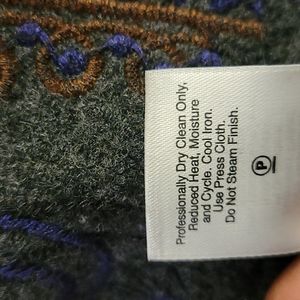 Professionally Dry Clean Only,
Reduced Heat, Moisture
and Cycle. Cool Iron.
Use Press Cloth.
Do Not Steam Finish.
P